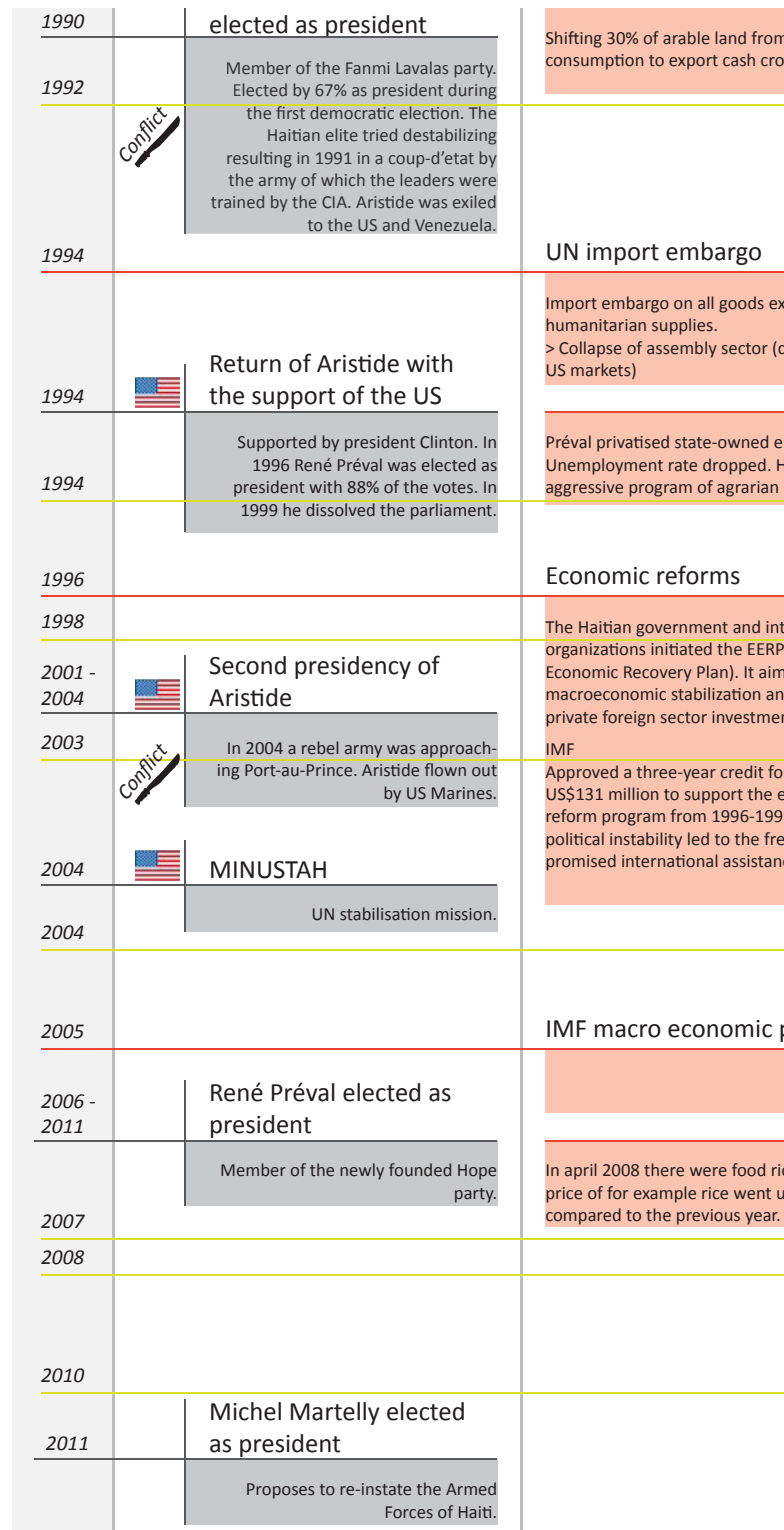 1990
elected as president
Member of the Fanmi Lavalas party.
Elected by 67% as president during
the first democratic election. The
Haitian elite tried destabilizing
resulting in 1991 in a coup-d'etat by
the army of which the leaders were
trained by the CIA. Aristide was exiled
to the US and Venezuela.
Shifting 30% of arable land from
consumption to export cash
1992
Conflict
1994
UN import embargo
Import embargo on all goods
humanitarian supplies.
> Collapse of assembly sector
US markets)
1994
Return of Aristide with
the support of the US
Supported by president Clinton. In
1996 René Préval was elected as
president with 88% of the votes. In
1999 he dissolved the parliament.
Préval privatised state-owned
Unemployment rate dropped.
aggressive program of agrarian
1994
1996
Economic reforms
1998
The Haitian government and
organizations initiated the EERP
Economic Recovery Plan). It
macroeconomic stabilization
private foreign sector
IMF
Approved a three-year credit
US$131 million to support the
reform program from
political instability led to the
promised international
2001 -
2004
Second presidency of
Aristide
In 2004 a rebel army was approach-
ing Port-au-Prince. Aristide flown out
by US Marines.
2003
Conflict
2004
MINUSTAH
UN stabilisation mission.
2004
2005
IMF macro economic
2006 -
2011
René Préval elected as
president
Member of the newly founded Hope
party.
In april 2008 there were food
price of for example rice went
compared to the previous year.
2007
2008
2010
2011
Michel Martelly elected
as president
Proposes to re-instate the Armed
Forces of Haiti.